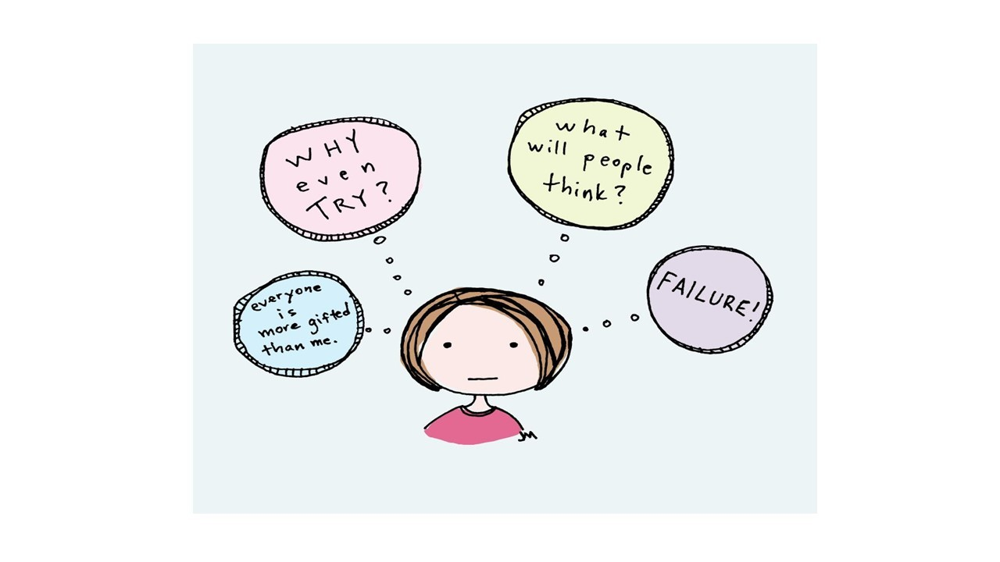 WHY
even
TRY?
what
will people
think?
everyone
is
more gifted
than me.
FAILURE!
JM